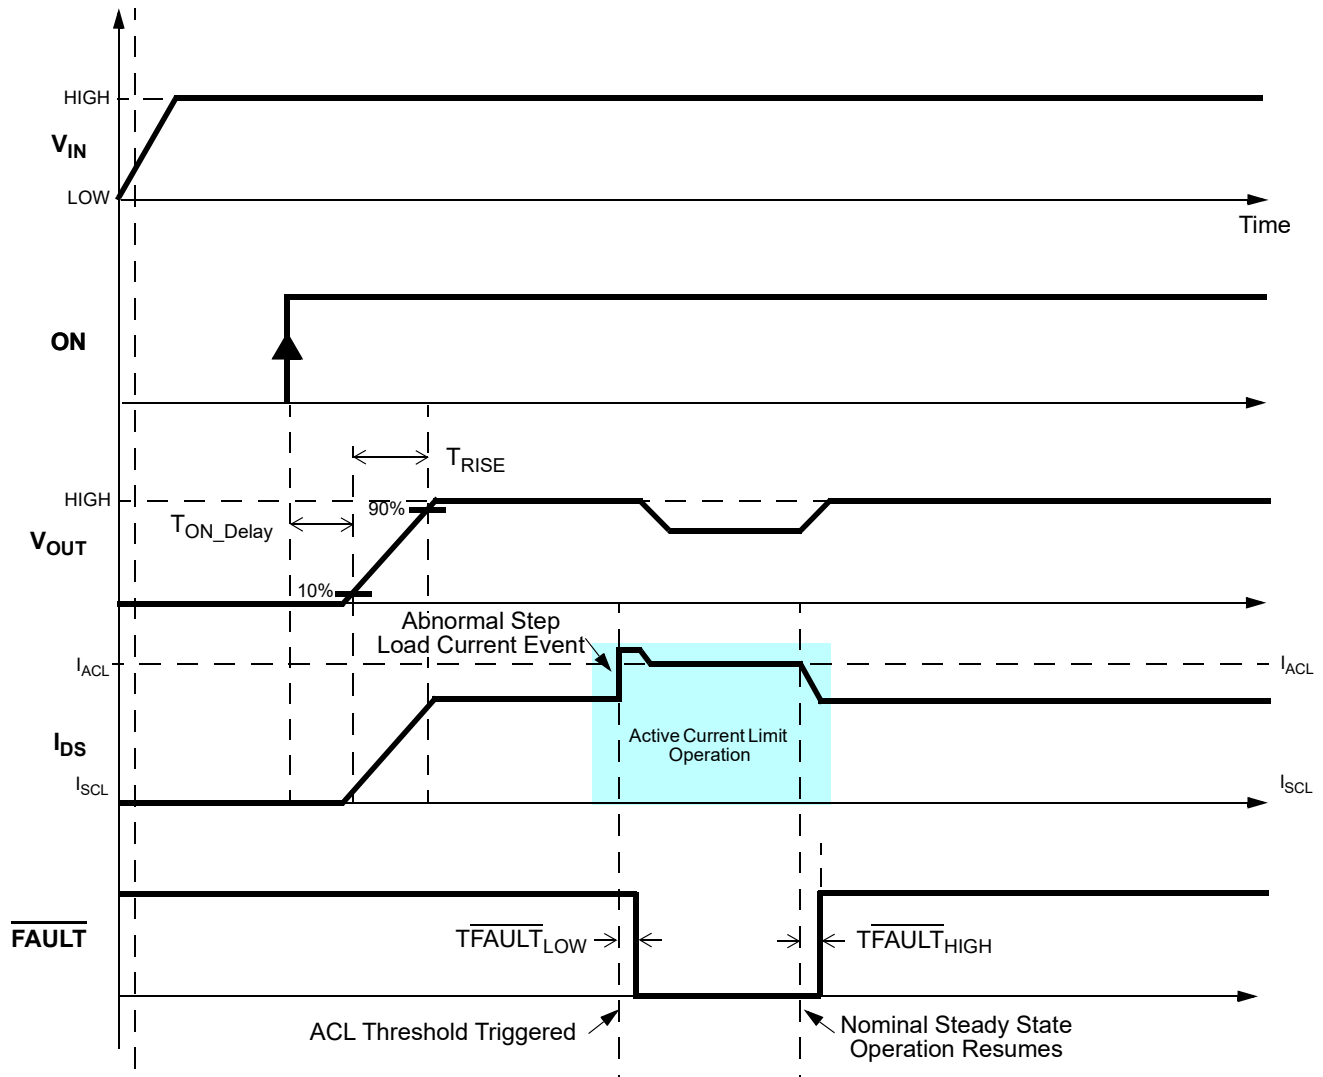 HIGH
VIN
LOW
Time
ON
TRISE
HIGH
90%
TON_Delay
VOUT
10%
Abnormal Step
Load Current Event
IACL
IACL
Active Current Limit
Operation
IDS
ISCL
ISCL
FAULT
TFAULTLOW
TFAULTHIGH
ACL Threshold Triggered
Nominal Steady State
Operation Resumes